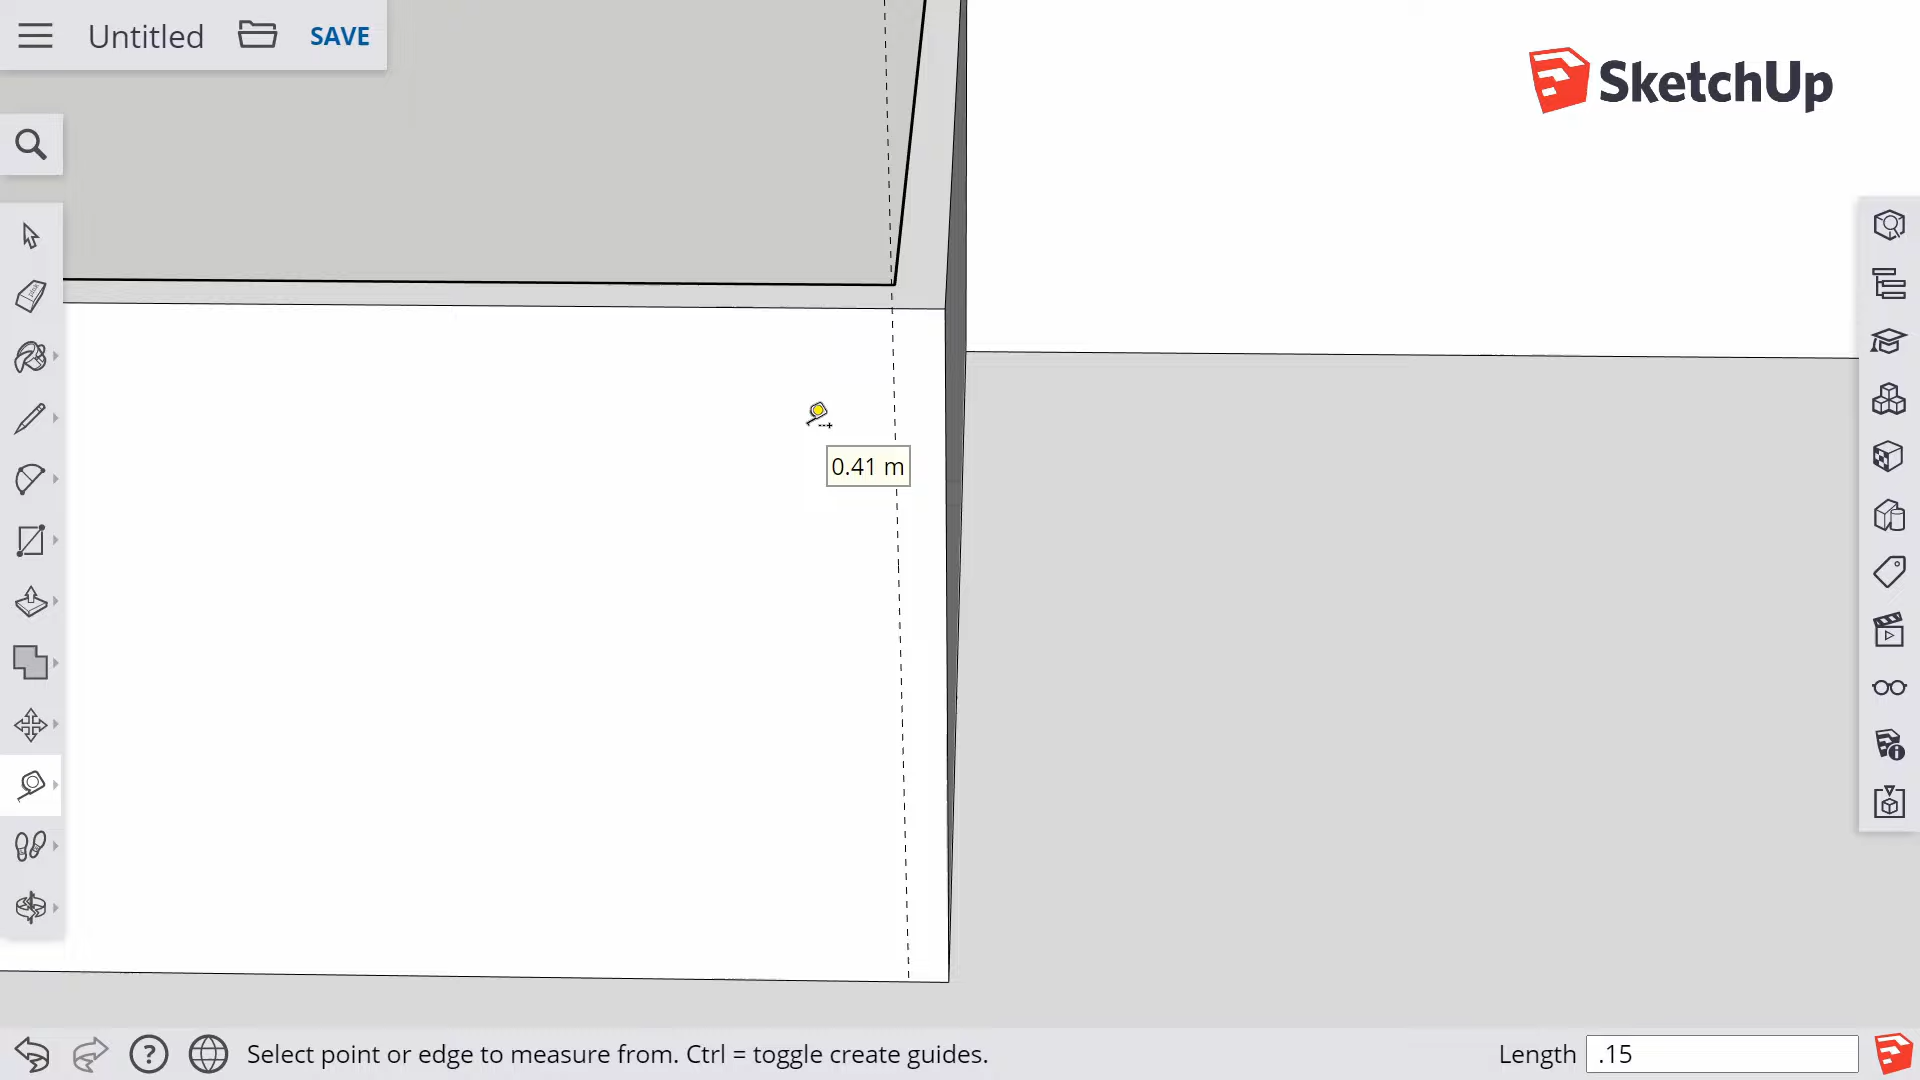 Untitled
SAVE
SketchUp
0.41 m
Select point or edge to measure from. Ctrl = toggle create guides.
Length
.15